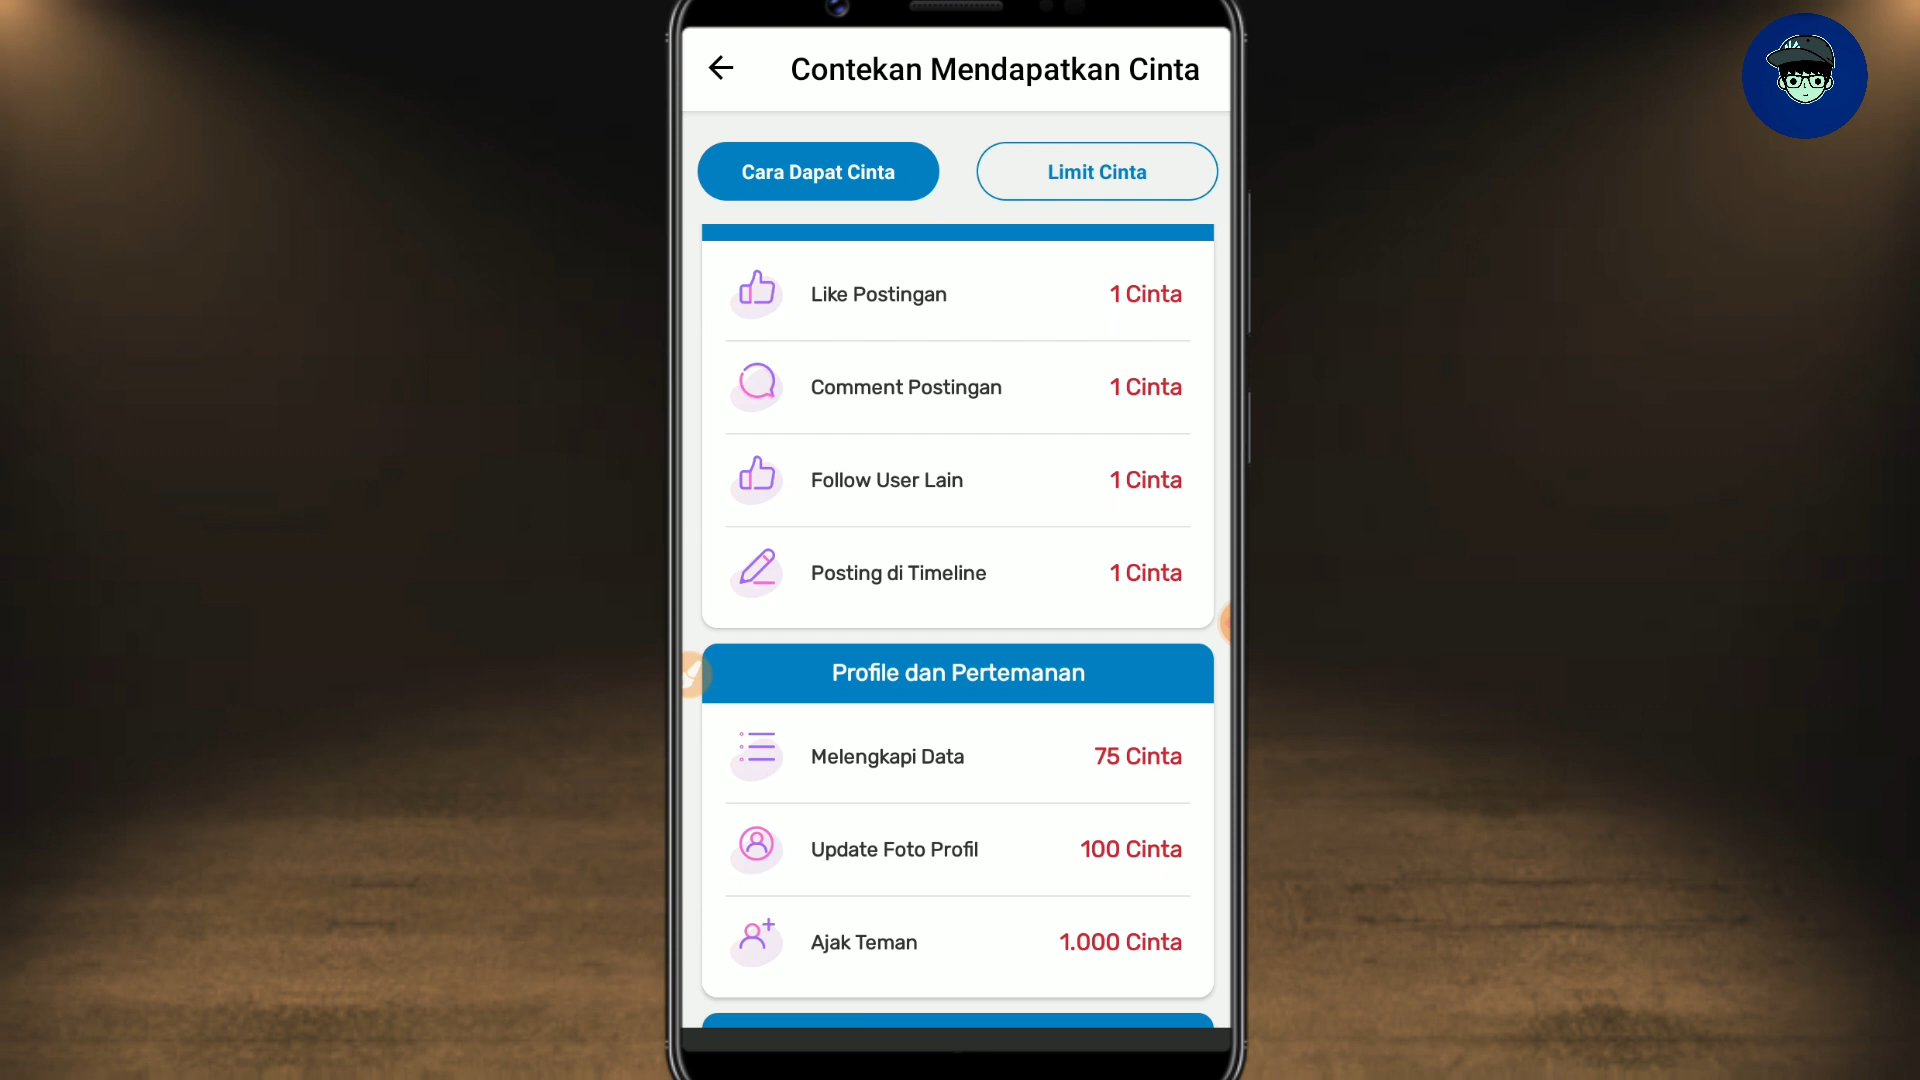 Contekan Mendapatkan Cinta
Cara Dapat Cinta
Limit Cinta
Like Postingan 1 Cinta
Comment Postingan 1 Cinta
Follow User Lain 1 Cinta
Posting di Timeline 1 Cinta
Profile dan Pertemanan
Melengkapi Data 75 Cinta
Update Foto Profil 100 Cinta
Ajak Teman 1.000 Cinta